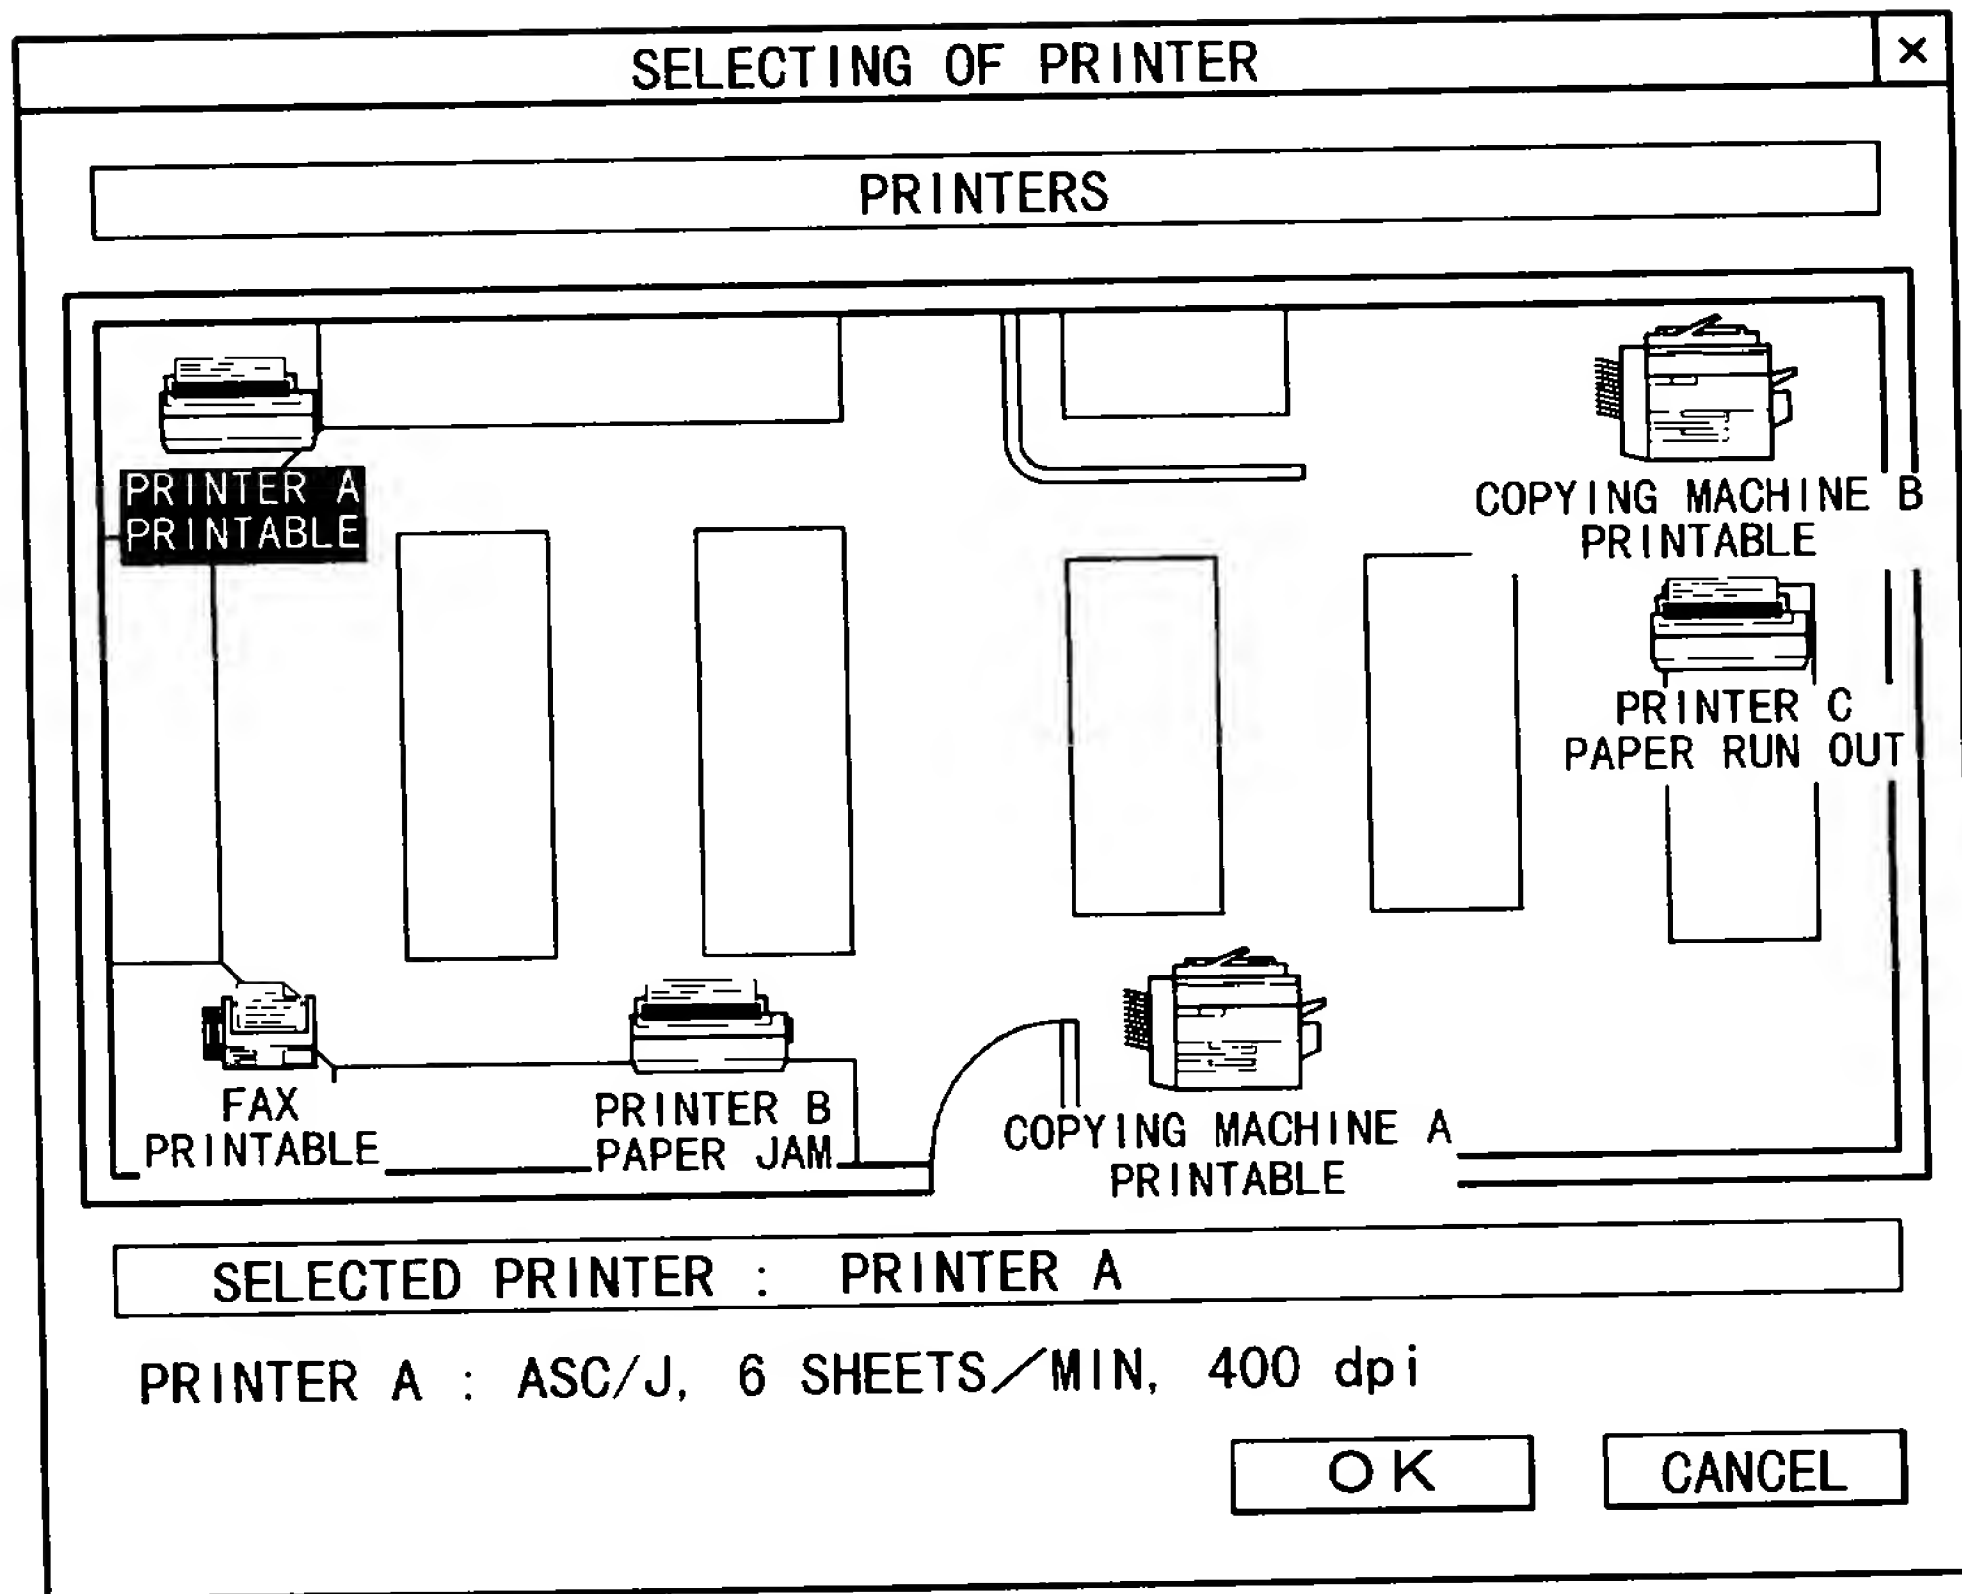 SELECTING OF PRINTER
×
PRINTERS
PRINTER A
PRINTABLE
COPYING MACHINE B
PRINTABLE
PRINTER C
PAPER RUN OUT
FAX
PRINTABLE
PRINTER B
PAPER JAM
COPYING MACHINE A
PRINTABLE
SELECTED PRINTER : PRINTER A
PRINTER A : ASC/J, 6 SHEETS/MIN, 400 dpi
OK
CANCEL